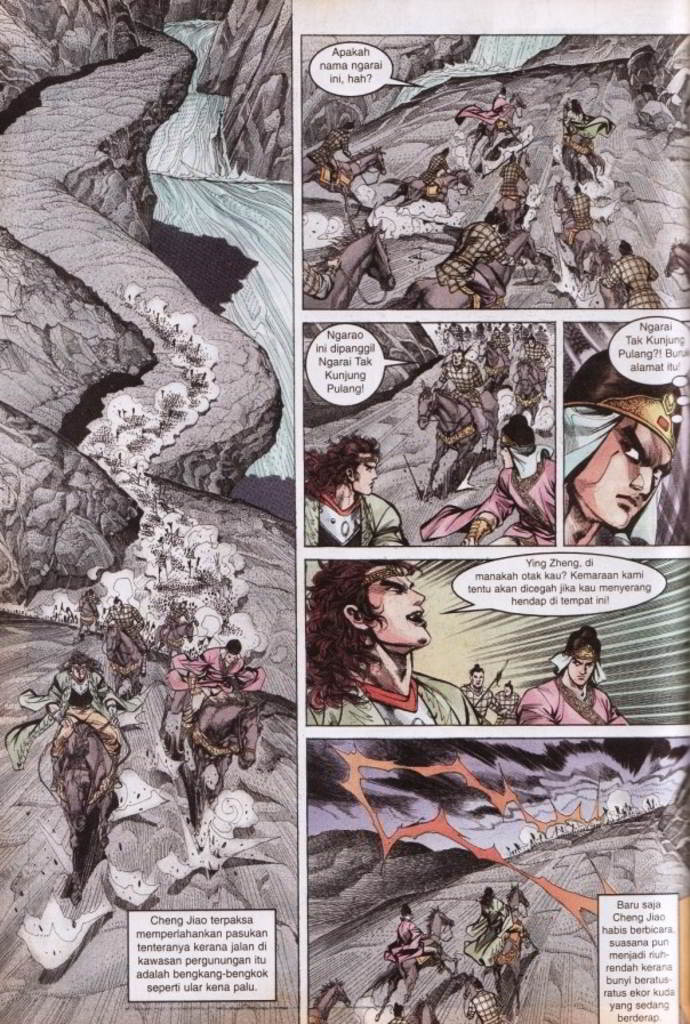 Cheng Jiao terpaksa
memperlahankan pasukan
tenteranya kerana jalan di
kawasan pergunungan itu
adalah bengkang-bengkok
seperti ular kena palu.
Apakah
nama ngarai
ini, hah?
Ngarao
ini dipanggil
Ngarai Tak
Kunjung
Pulang!
Ngarai
Tak Kunjung
Pulang?!
alamat itu!
Ying Zheng, di
manakah otak kau? Kemaraan kami
tentu akan dicegah jika kau menyerang
hendap di tempat ini!
Baru saja
Cheng Jiao
habis berbicara,
suasana pun
menjadi riuh-
rendah kerana
bunyi beratus-
ratus ekor kuda
yang sedang
berderap.